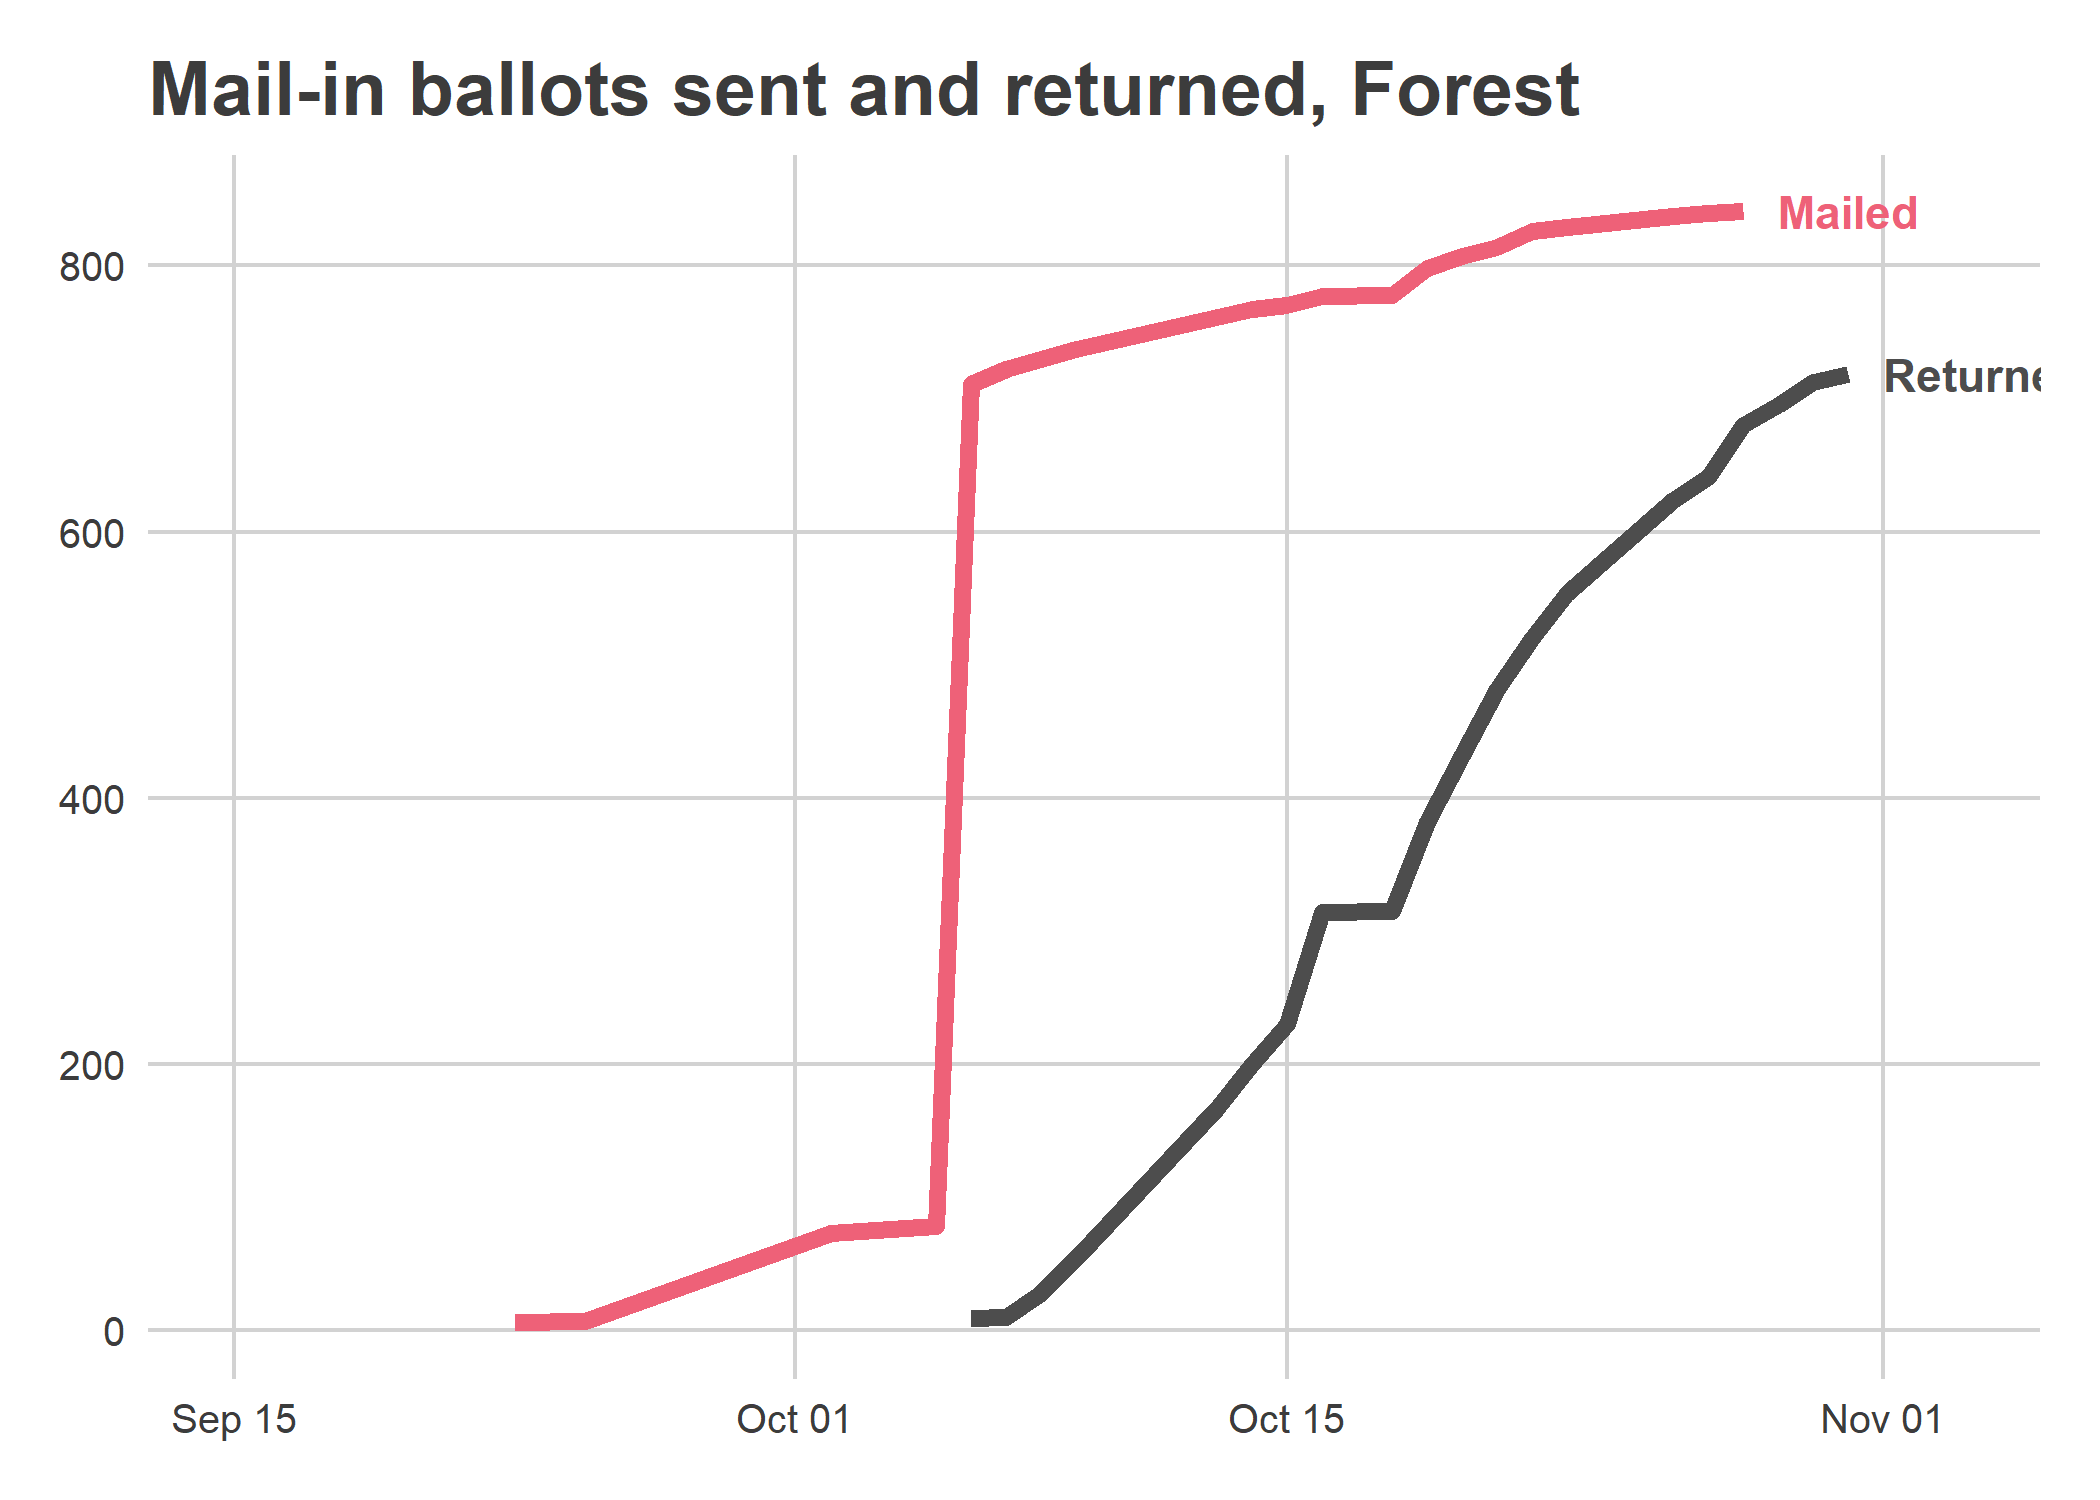 Mail-in ballots sent and returned, Forest
Mailed
800
Returne
600
400
200
0
Sep 15 Oct 01 Oct 15 Nov 01